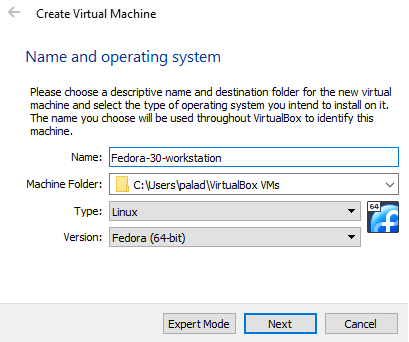 Create Virtual Machine
Name and operating system
Please choose a descriptive name and destination folder for the new virtual
machine and select the type of operating system you intend to install on it.
The name you choose will be used throughout VirtualBox to identify this
machine.
Name: Fedora-30-workstation
Machine Folder: C:\Users\palad\VirtualBox VMs
Type: Linux
64
Version: Fedora (64-bit)
Expert Mode Next Cancel